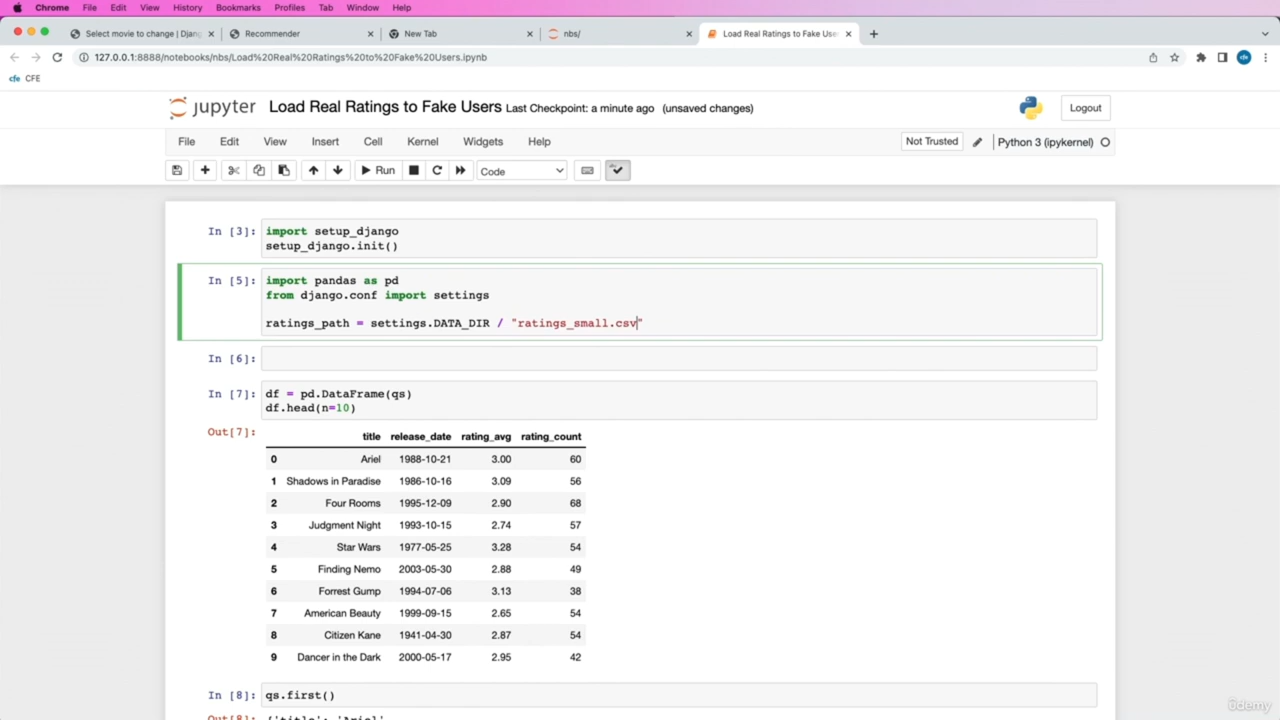 Chrome File Edit View History Bookmarks Profiles Tab Window Help
Select movie to change | Djang Recommender New Tab nbs/ Load Real Ratings to Fake Use
127.0.0.1:8888/notebooks/nbs/Load%20Real%20Ratings%20to%20Fake%20Users.ipynb
cfe CFE
jupyter Load Real Ratings to Fake Users Last Checkpoint: a minute ago (unsaved changes) Logout
File Edit View Insert Cell Kernel Widgets Help Not Trusted Python 3 (ipykernel)
Run Code
In [3]: import setup_django
setup_django.init()
In [5]: import pandas as pd
from django.conf import settings
ratings_path = settings.DATA_DIR / "ratings_small.csv"
In [6]:
In [7]: df = pd.DataFrame(qs)
df.head(n=10)
Out[7]:
title release_date rating_avg rating_count
0 Ariel 1988-10-21 3.00 60
1 Shadows in Paradise 1986-10-16 3.09 56
2 Four Rooms 1995-12-09 2.90 68
3 Judgment Night 1993-10-15 2.74 57
4 Star Wars 1977-05-25 3.28 54
5 Finding Nemo 2003-05-30 2.88 49
6 Forrest Gump 1994-07-06 3.13 38
7 American Beauty 1999-09-15 2.65 54
8 Citizen Kane 1941-04-30 2.87 54
9 Dancer in the Dark 2000-05-17 2.95 42
In [8]: qs.first()
Out[8]: {'title': 'Ariel',
ûdemy